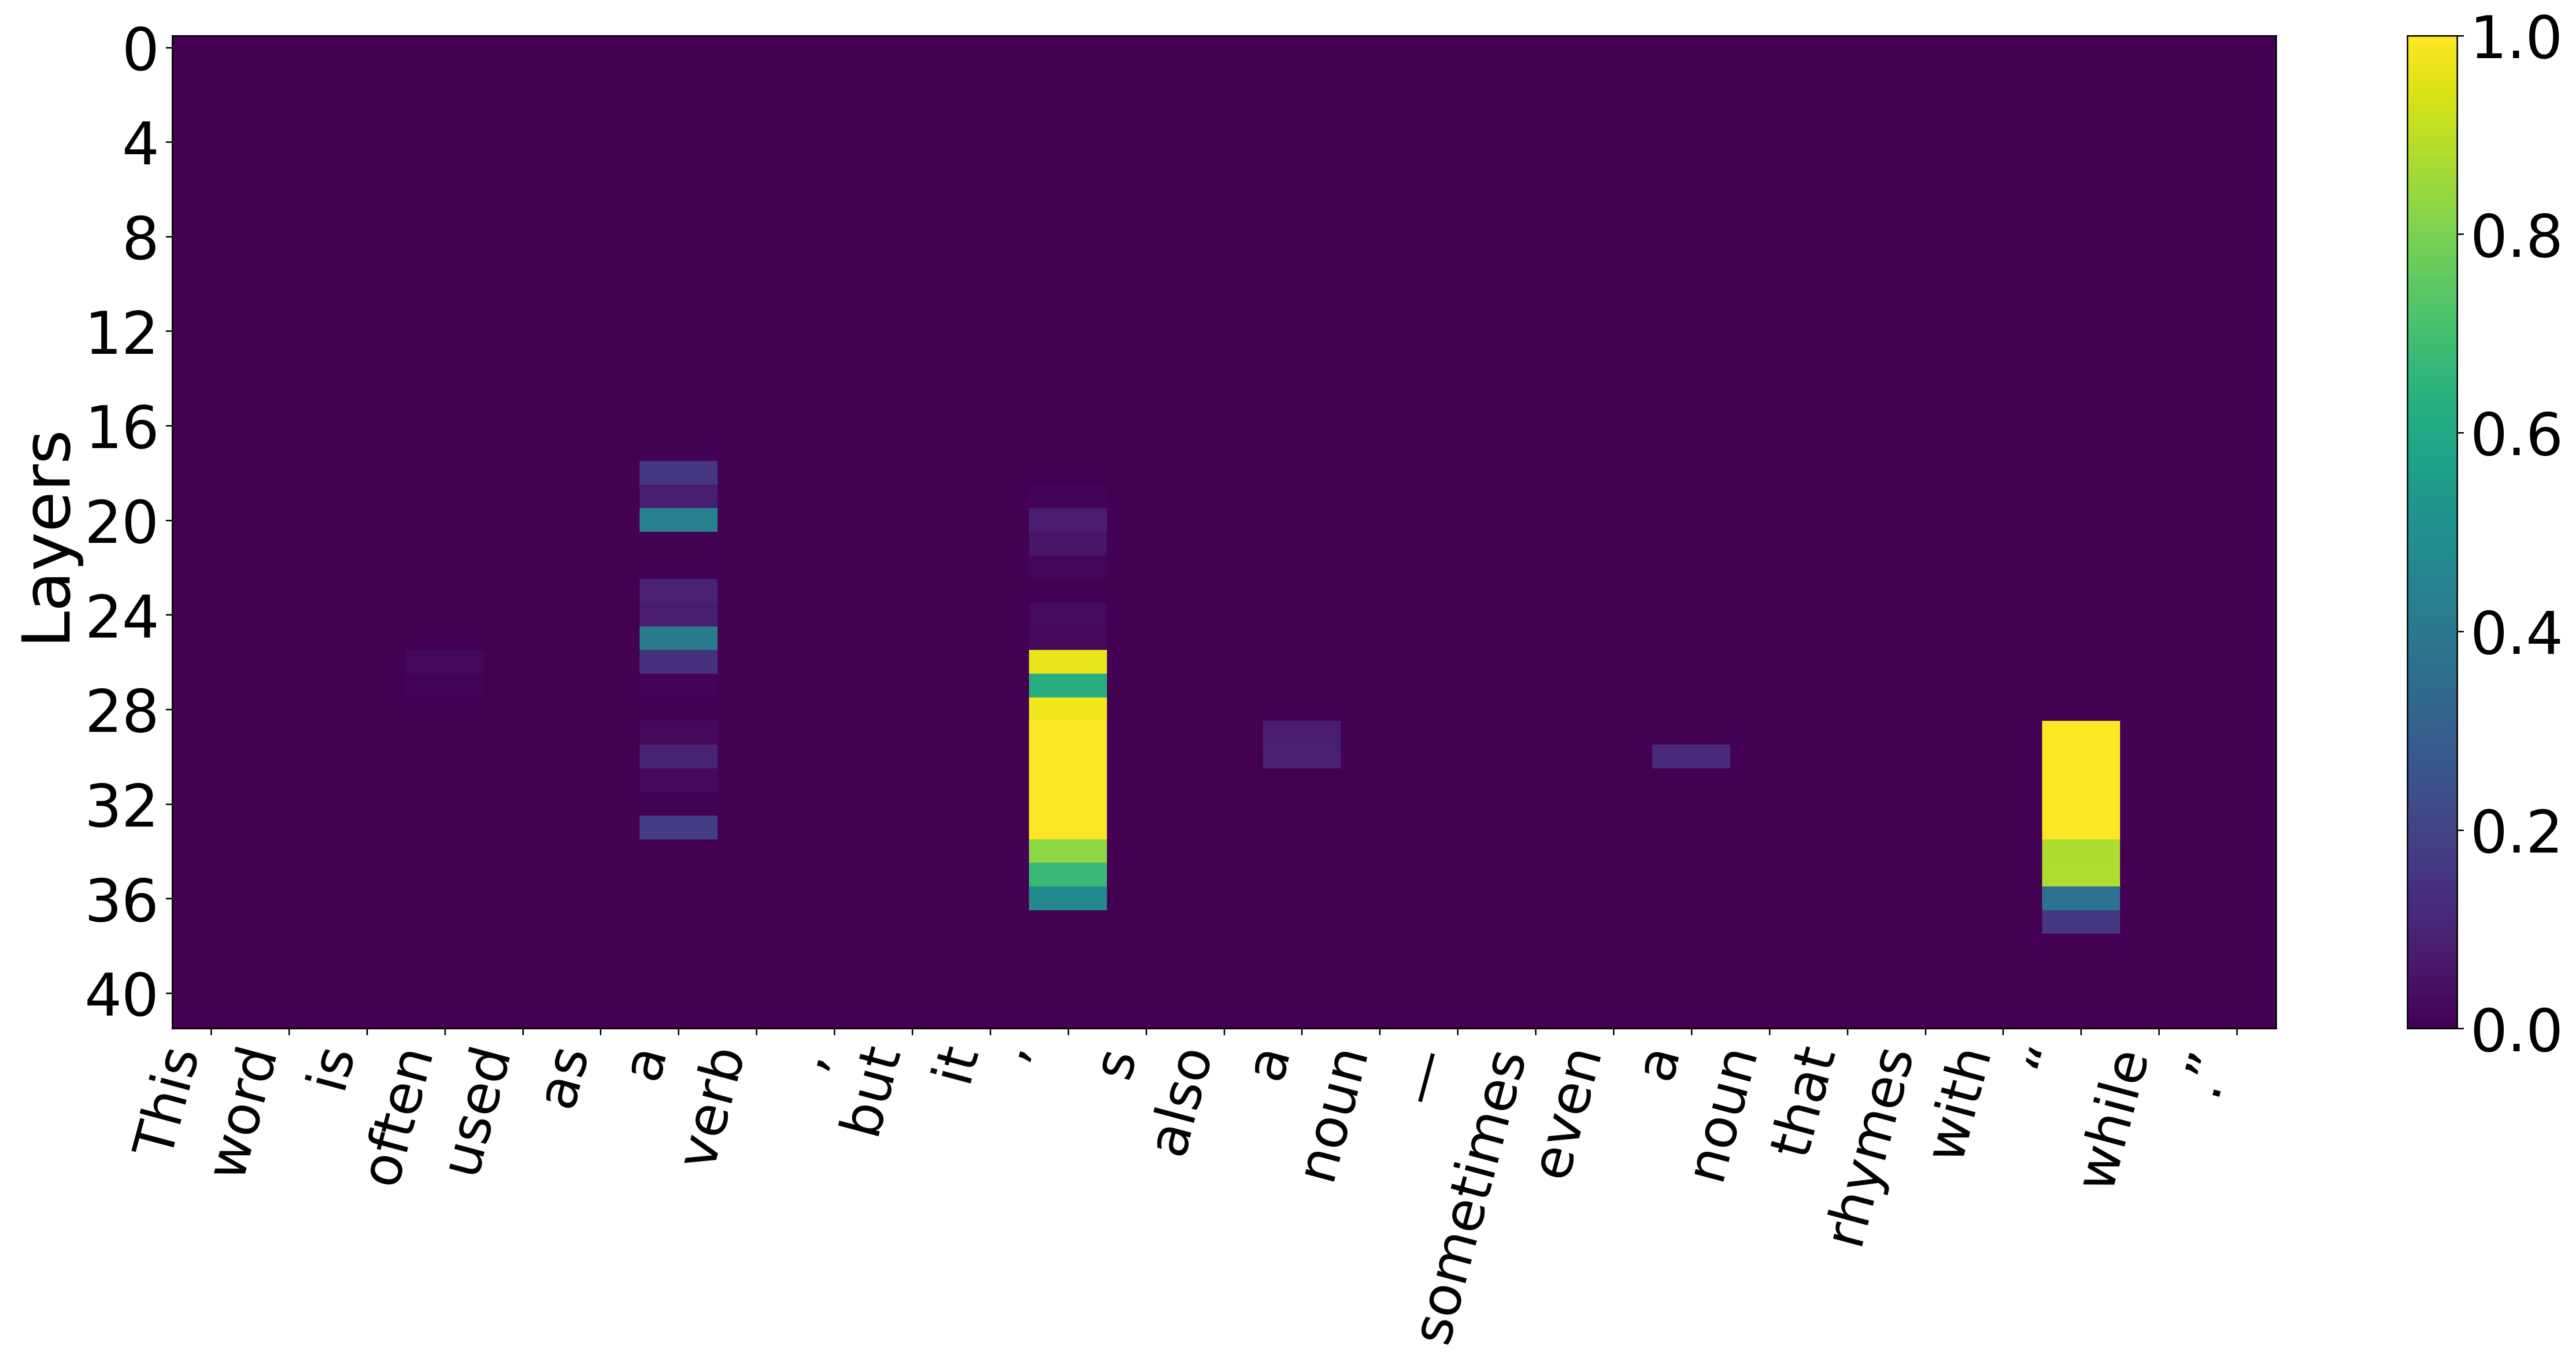 0
4
8
12
16
20
24
28
32
36
40
Layers
This
word
is
often
used
as
a
verb
,
but
it
’
s
also
a
noun
—
sometimes
even
a
noun
that
rhymes
with
“
while
.”
1.0
0.8
0.6
0.4
0.2
0.0